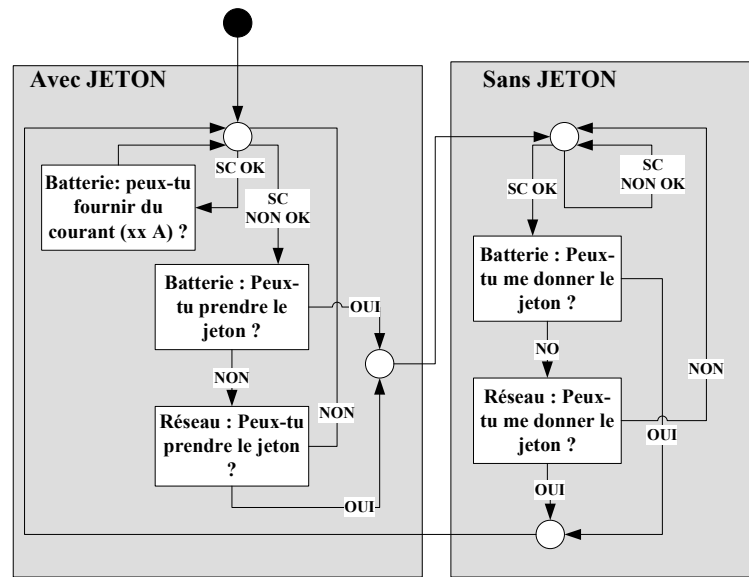 Avec JETON
SC OK
Batterie: peux-tu
fournir du
courant (xx A) ?
SC
NON OK
Batterie : Peux-
tu prendre le
jeton ?
OUI
NON
NON
Réseau : Peux-tu
prendre le jeton
?
OUI
Sans JETON
SC OK
SC
NON OK
Batterie : Peux-
tu me donner le
jeton ?
NO
NON
Réseau : Peux-
tu me donner le
jeton ?
OUI
OUI